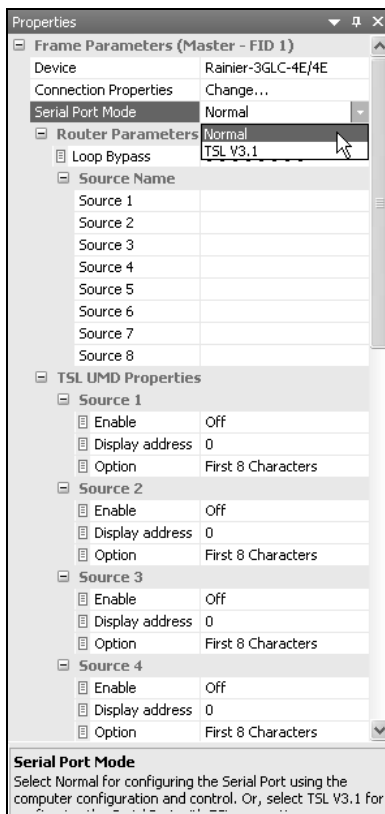 Properties
Frame Parameters (Master - FID 1)
Device Rainier-3GLC-4E/4E
Connection Properties Change...
Serial Port Mode Normal
Router Parameters Normal
TSL V3.1
Loop Bypass
Source Name
Source 1
Source 2
Source 3
Source 4
Source 5
Source 6
Source 7
Source 8
TSL UMD Properties
Source 1
Enable Off
Display address 0
Option First 8 Characters
Source 2
Enable Off
Display address 0
Option First 8 Characters
Source 3
Enable Off
Display address 0
Option First 8 Characters
Source 4
Enable Off
Display address 0
Option First 8 Characters
Serial Port Mode
Select Normal for configuring the Serial Port using the
computer configuration and control. Or, select TSL V3.1 for